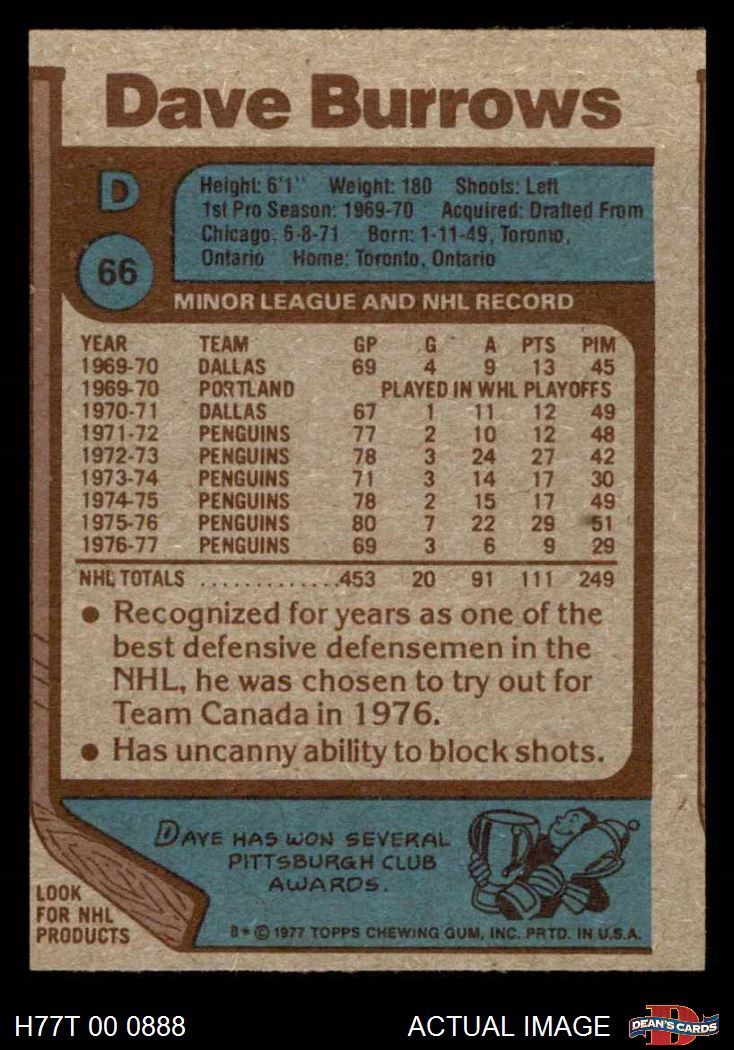 Dave Burrows
D
66
Height: 6'1" Weight: 180 Shoots: Left
1st Pro Season: 1969-70 Acquired: Drafted From
Chicago. 6-8-71 Born: 1-11-49, Toronto,
Ontario Home: Toronto, Ontario
MINOR LEAGUE AND NHL RECORD
YEAR TEAM GP G A PTS PIM
1969-70 DALLAS 69 4 9 13 45
1969-70 PORTLAND PLAYED IN WHL PLAYOFFS
1970-71 DALLAS 67 1 11 12 49
1971-72 PENGUINS 77 2 10 12 48
1972-73 PENGUINS 78 3 24 27 42
1973-74 PENGUINS 71 3 14 17 30
1974-75 PENGUINS 78 2 15 17 49
1975-76 PENGUINS 80 7 22 29 51
1976-77 PENGUINS 69 3 6 9 29
NHL TOTALS .............453 20 91 111 249
• Recognized for years as one of the
best defensive defensemen in the
NHL, he was chosen to try out for
Team Canada in 1976.
• Has uncanny ability to block shots.
DAVE HAS WON SEVERAL
PITTSBURGH CLUB
AWARDS.
LOOK
FOR NHL
PRODUCTS
B* © 1977 TOPPS CHEWING GUM, INC. PRTD. IN U.S.A.
H77T 00 0888
ACTUAL IMAGE
D
DEAN'S CARDS